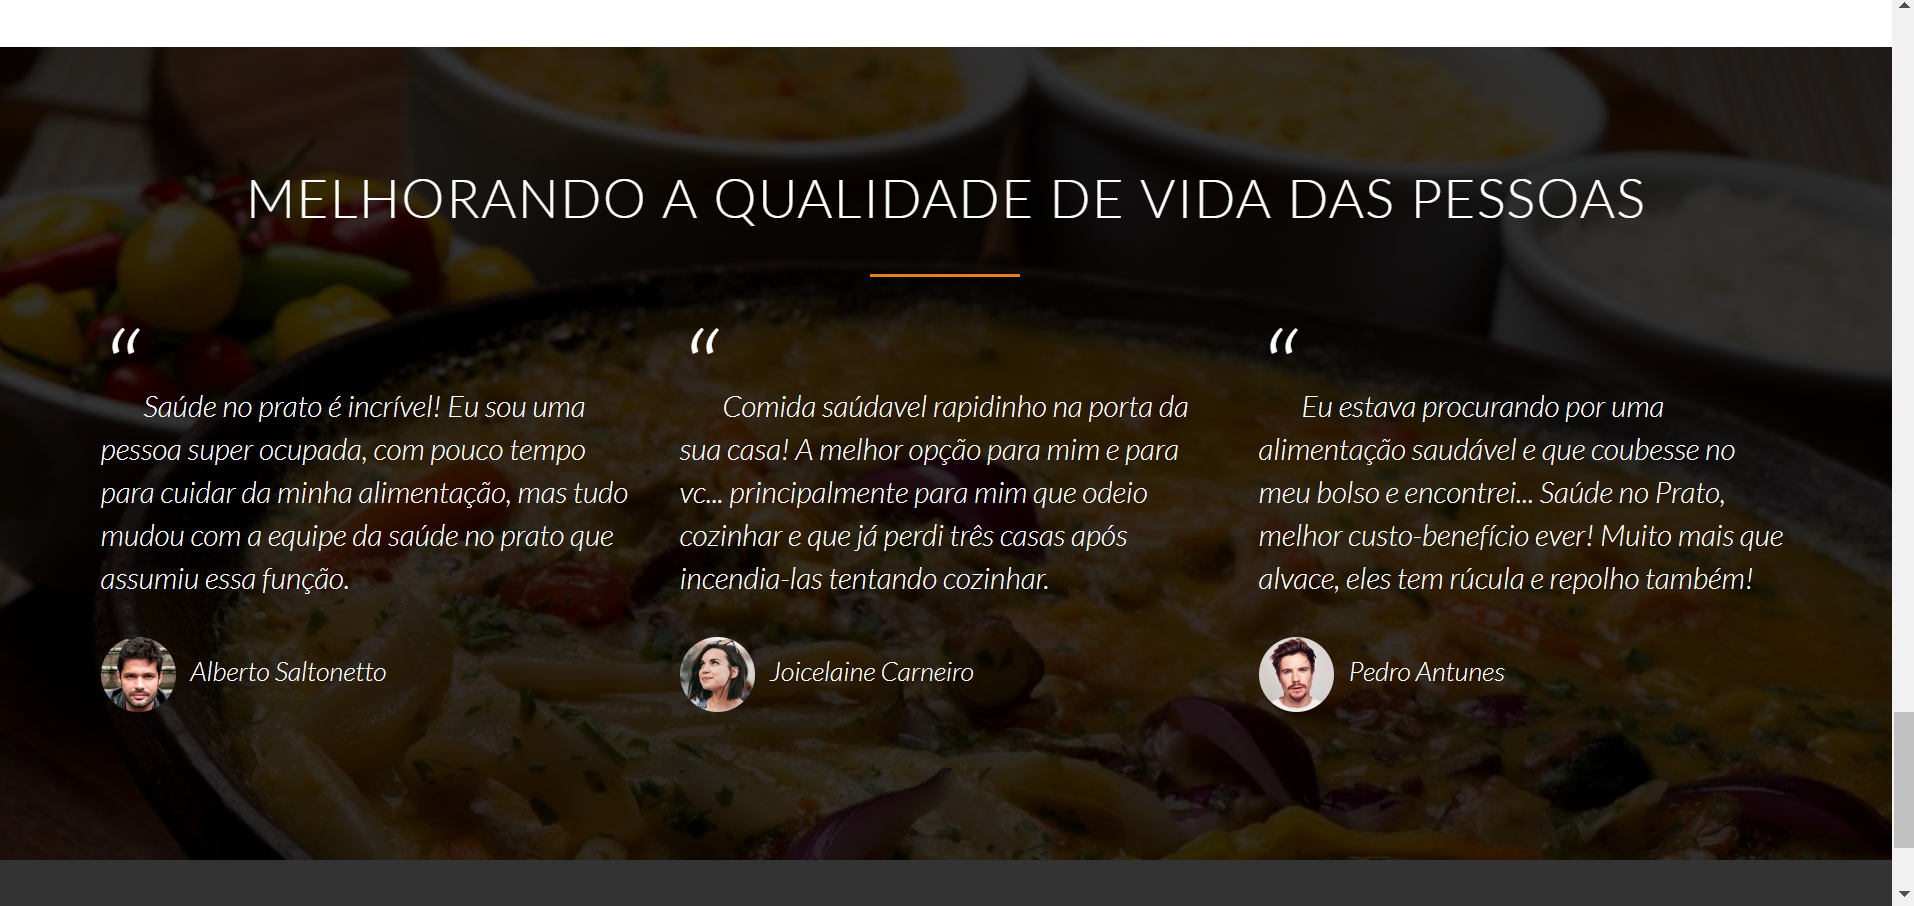 MELHORANDO A QUALIDADE DE VIDA DAS PESSOAS
“
Saúde no prato é incrível! Eu sou uma
pessoa super ocupada, com pouco tempo
para cuidar da minha alimentação, mas tudo
mudou com a equipe da saúde no prato que
assumiu essa função.
Alberto Saltonetto
“
Comida saúdavel rapidinho na porta da
sua casa! A melhor opção para mim e para
vc... principalmente para mim que odeio
cozinhar e que já perdi três casas após
incendia-las tentando cozinhar.
Joicelaine Carneiro
“
Eu estava procurando por uma
alimentação saudável e que coubesse no
meu bolso e encontrei... Saúde no Prato,
melhor custo-benefício ever! Muito mais que
alvace, eles tem rúcula e repolho também!
Pedro Antunes